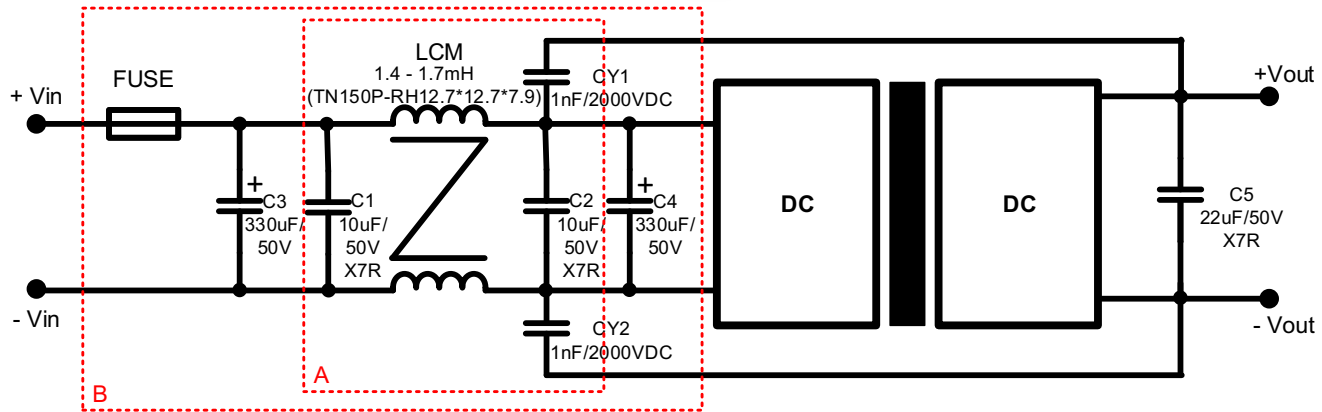 LCM
1.4 - 1.7mH
(TN150P-RH12.7*12.7*7.9)
FUSE
CY1
1nF/2000VDC
+ Vin
+Vout
DC
DC
+
C3
330uF/
50V
C1
10uF/
50V
X7R
C2
10uF/
50V
X7R
+
C4
330uF/
50V
C5
22uF/50V
X7R
- Vin
- Vout
CY2
1nF/2000VDC
A
B